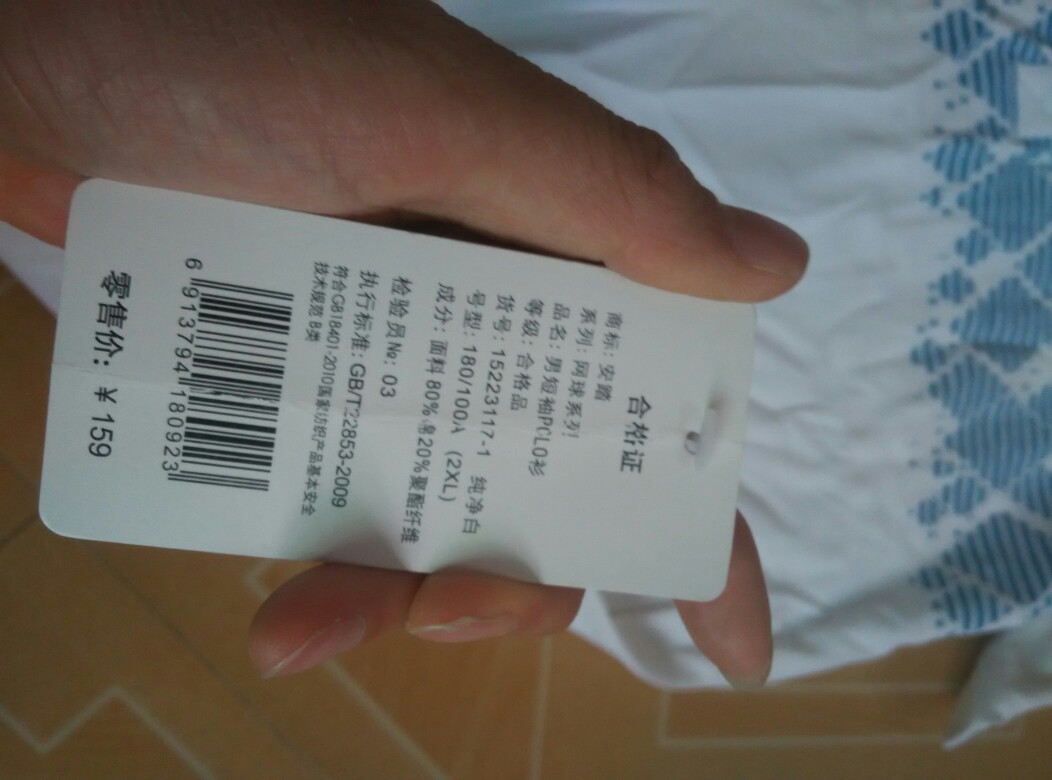 合格证
商标：安踏
系列：网球系列
品名：男短袖POLO衫
等级：合格品
货号：15223117-1 纯净白
号型：180/100A (2XL)
成分：面料80%棉20%聚酯纤维
检验员№：03
执行标准：GB/T22853-2009
符合GB18401-2010国家纺织产品基本安全
技术规范B类
6 913794 180923
零售价：￥159